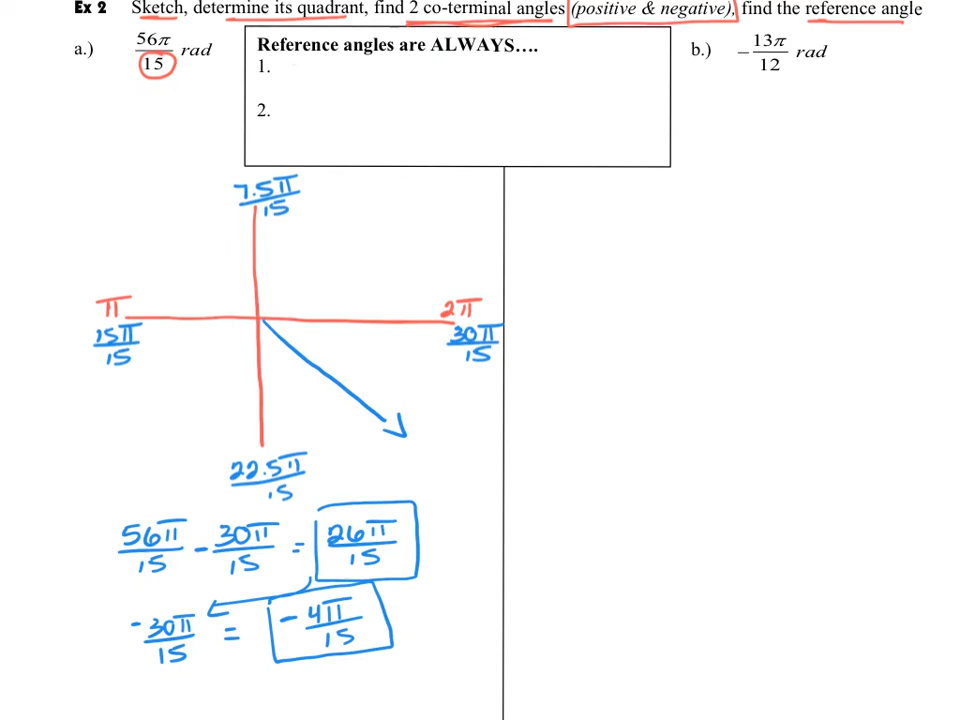 Ex 2 Sketch, determine its quadrant, find 2 co-terminal angles (positive & negative), find the reference angle
a.) 56π/15 rad
Reference angles are ALWAYS….
1.
2.
b.) −13π/12 rad
7.5π/15
π 2π
15π/15 30π/15
22.5π/15
56π/15 - 30π/15 = 26π/15
-30π/15 = -4π/15